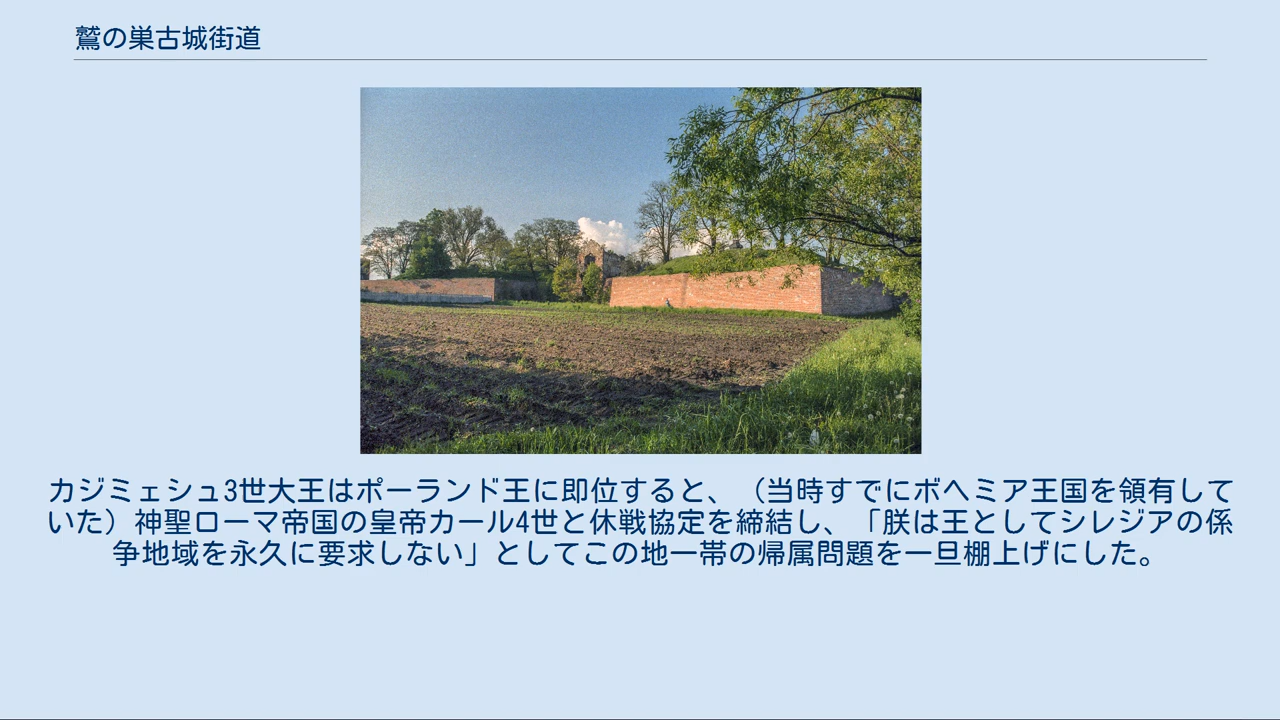 鷲の巣古城街道
カジミェシュ3世大王はポーランド王に即位すると、（当時すでにボヘミア王国を領有して
いた）神聖ローマ帝国の皇帝カール4世と休戦協定を締結し、「朕は王としてシレジアの係
争地域を永久に要求しない」としてこの地一帯の帰属問題を一旦棚上げにした。